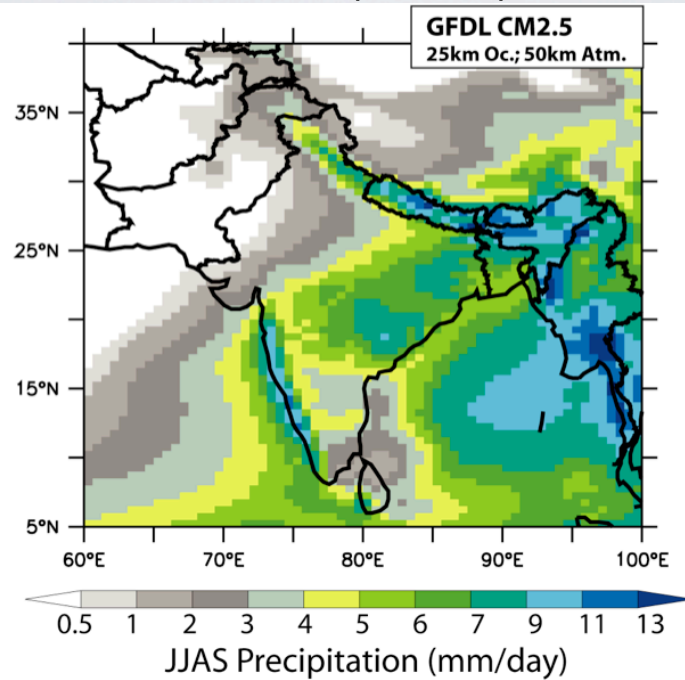 GFDL CM2.5
25km Oc.; 50km Atm.
35°N
25°N
15°N
5°N
60°E 70°E 80°E 90°E 100°E
0.5 1 2 3 4 5 6 7 9 11 13
JJAS Precipitation (mm/day)